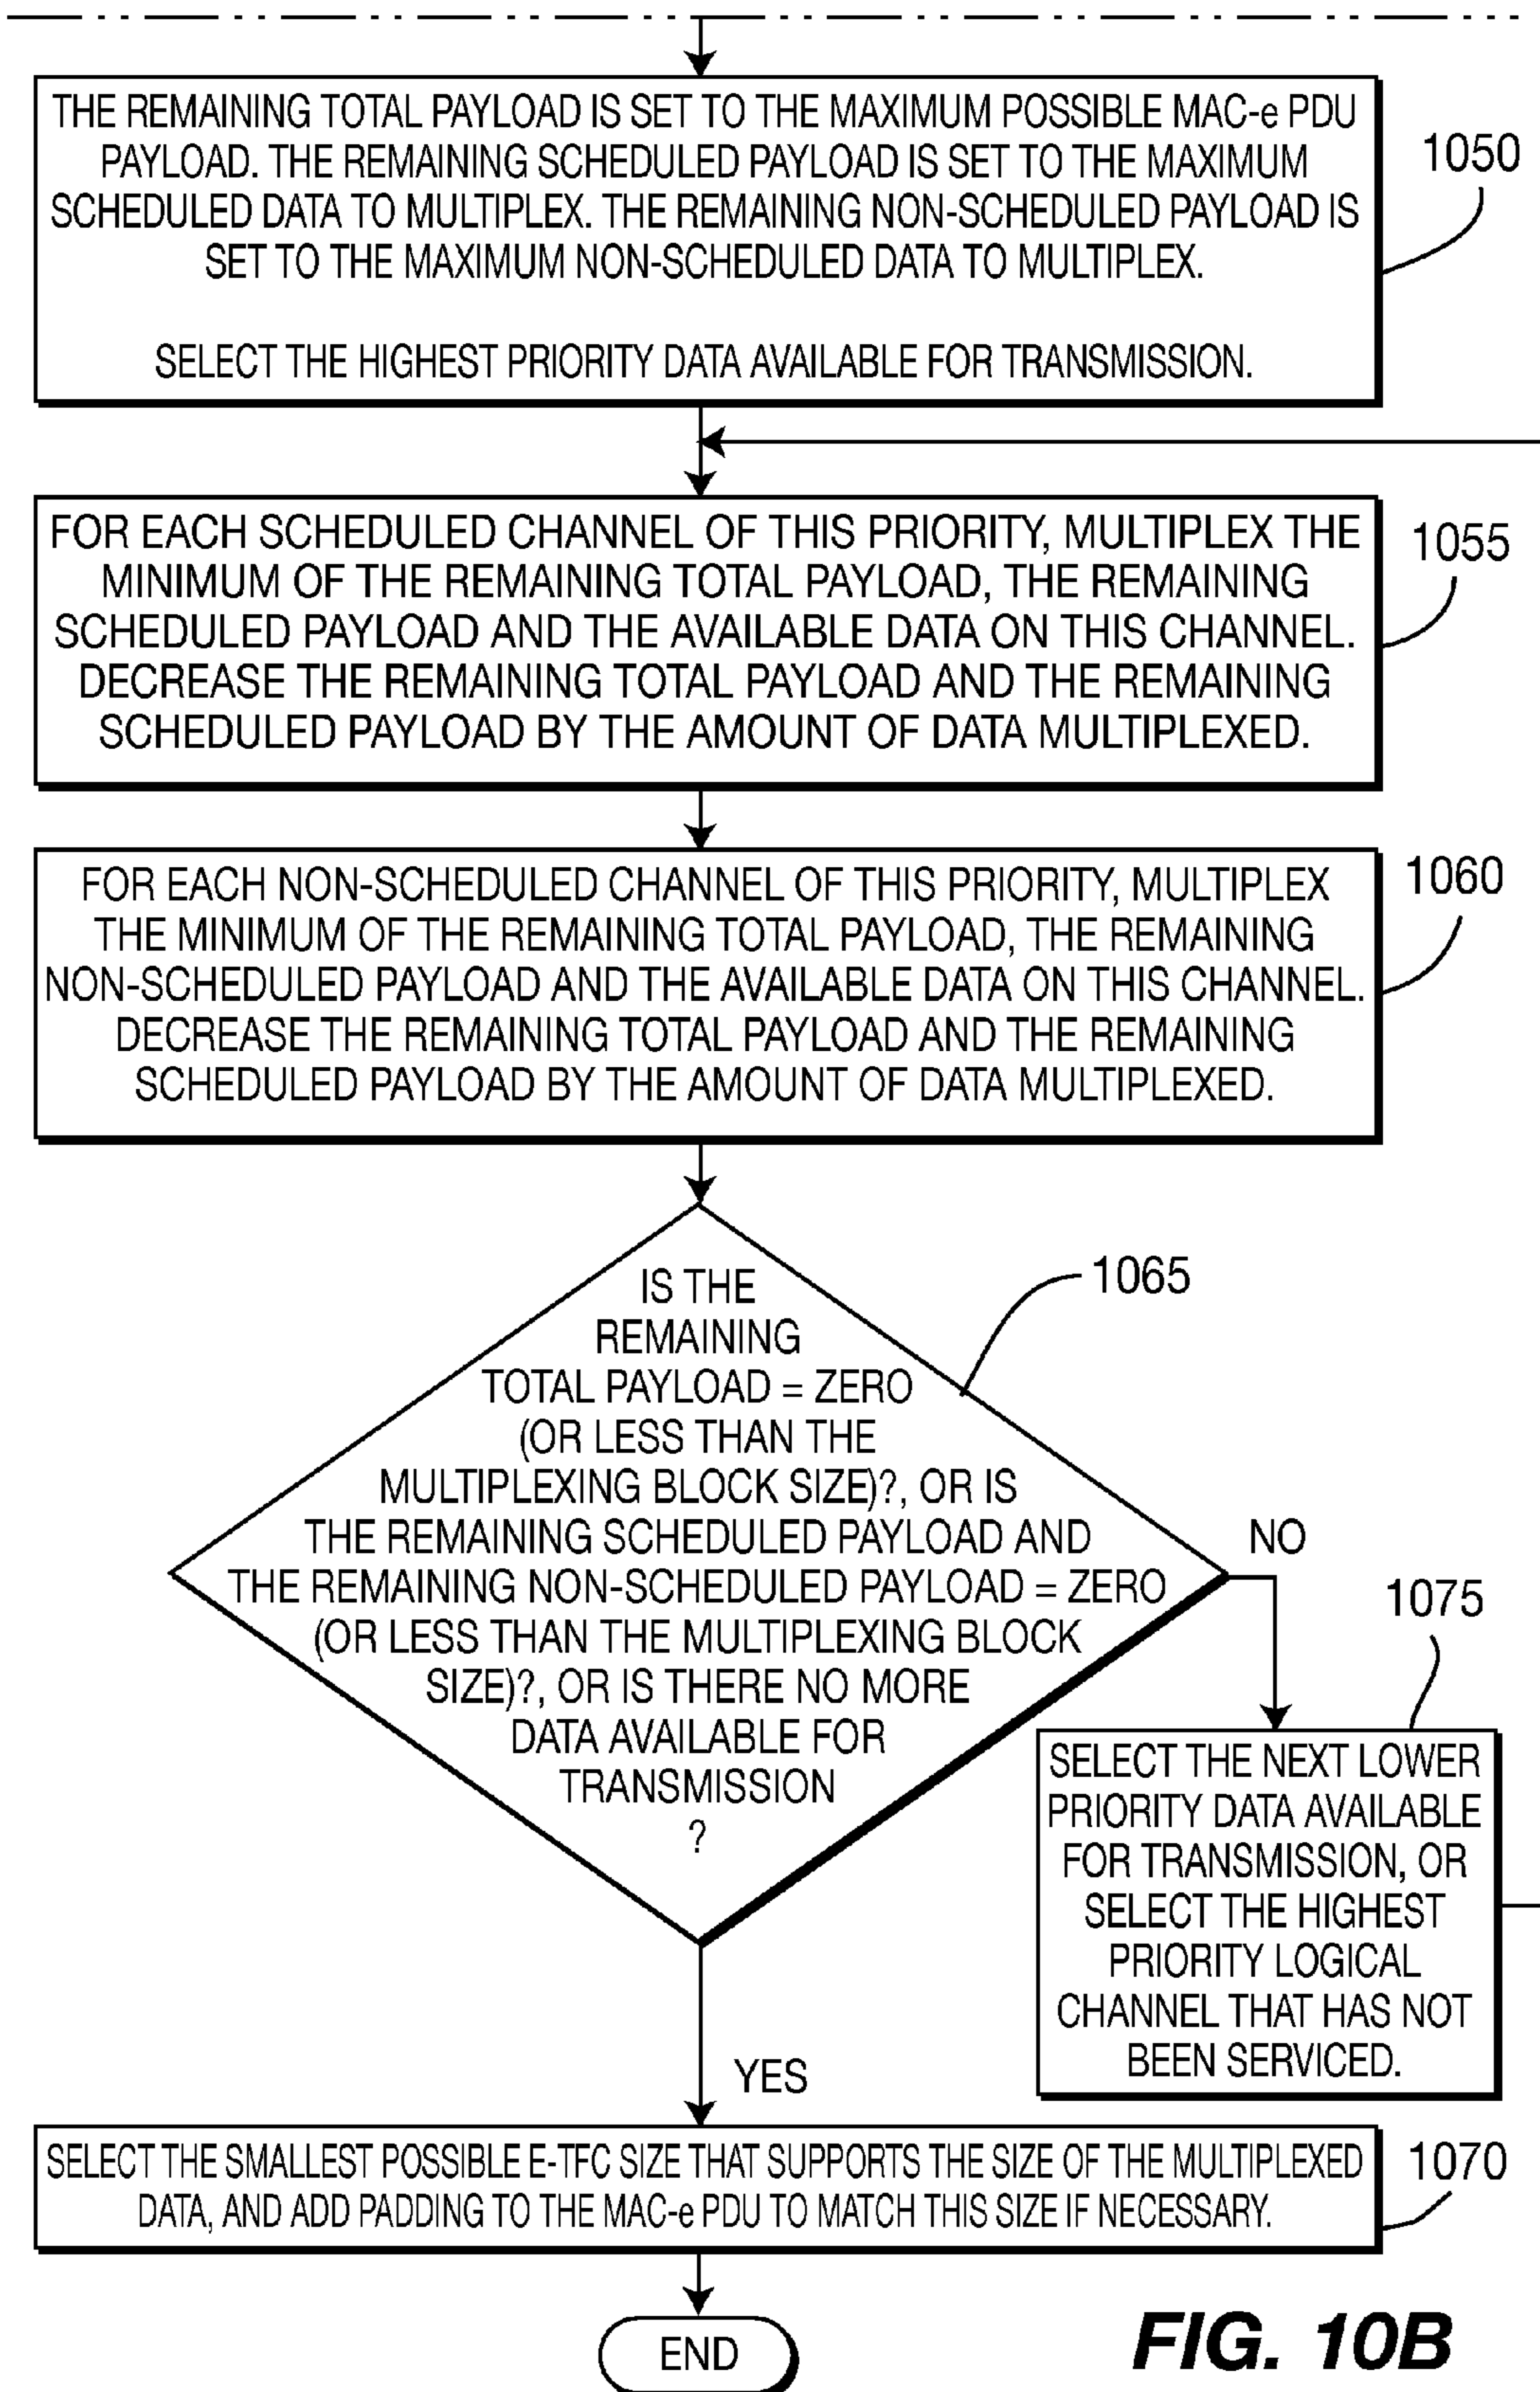 THE REMAINING TOTAL PAYLOAD IS SET TO THE MAXIMUM POSSIBLE MAC-e PDU
PAYLOAD. THE REMAINING SCHEDULED PAYLOAD IS SET TO THE MAXIMUM
SCHEDULED DATA TO MULTIPLEX. THE REMAINING NON-SCHEDULED PAYLOAD IS
SET TO THE MAXIMUM NON-SCHEDULED DATA TO MULTIPLEX.
SELECT THE HIGHEST PRIORITY DATA AVAILABLE FOR TRANSMISSION.
1050
FOR EACH SCHEDULED CHANNEL OF THIS PRIORITY, MULTIPLEX THE
MINIMUM OF THE REMAINING TOTAL PAYLOAD, THE REMAINING
SCHEDULED PAYLOAD AND THE AVAILABLE DATA ON THIS CHANNEL.
DECREASE THE REMAINING TOTAL PAYLOAD AND THE REMAINING
SCHEDULED PAYLOAD BY THE AMOUNT OF DATA MULTIPLEXED.
1055
FOR EACH NON-SCHEDULED CHANNEL OF THIS PRIORITY, MULTIPLEX
THE MINIMUM OF THE REMAINING TOTAL PAYLOAD, THE REMAINING
NON-SCHEDULED PAYLOAD AND THE AVAILABLE DATA ON THIS CHANNEL.
DECREASE THE REMAINING TOTAL PAYLOAD AND THE REMAINING
SCHEDULED PAYLOAD BY THE AMOUNT OF DATA MULTIPLEXED.
1060
IS THE
REMAINING
TOTAL PAYLOAD = ZERO
(OR LESS THAN THE
MULTIPLEXING BLOCK SIZE)?, OR IS
THE REMAINING SCHEDULED PAYLOAD AND
THE REMAINING NON-SCHEDULED PAYLOAD = ZERO
(OR LESS THAN THE MULTIPLEXING BLOCK
SIZE)?, OR IS THERE NO MORE
DATA AVAILABLE FOR
TRANSMISSION
?
1065
NO
1075
SELECT THE NEXT LOWER
PRIORITY DATA AVAILABLE
FOR TRANSMISSION, OR
SELECT THE HIGHEST
PRIORITY LOGICAL
CHANNEL THAT HAS NOT
BEEN SERVICED.
YES
SELECT THE SMALLEST POSSIBLE E-TFC SIZE THAT SUPPORTS THE SIZE OF THE MULTIPLEXED
DATA, AND ADD PADDING TO THE MAC-e PDU TO MATCH THIS SIZE IF NECESSARY.
1070
END
FIG. 10B